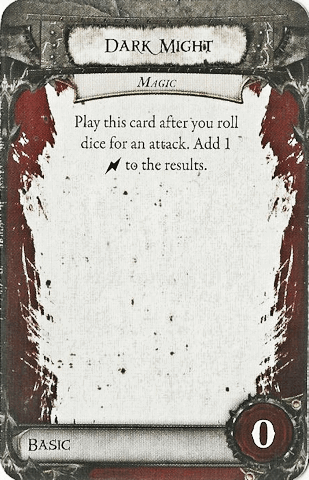 Dark Might
Magic
Play this card after you roll
dice for an attack. Add 1
to the results.
Basic
0